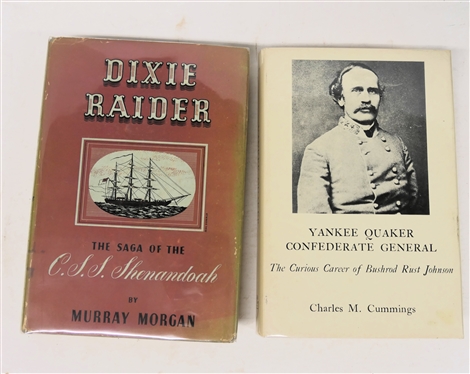 DIXIE
RAIDER
THE SAGA OF THE
C.S.S. Shenandoah
BY
MURRAY MORGAN
YANKEE QUAKER
CONFEDERATE GENERAL
The Curious Career of Bushrod Rust Johnson
Charles M. Cummings